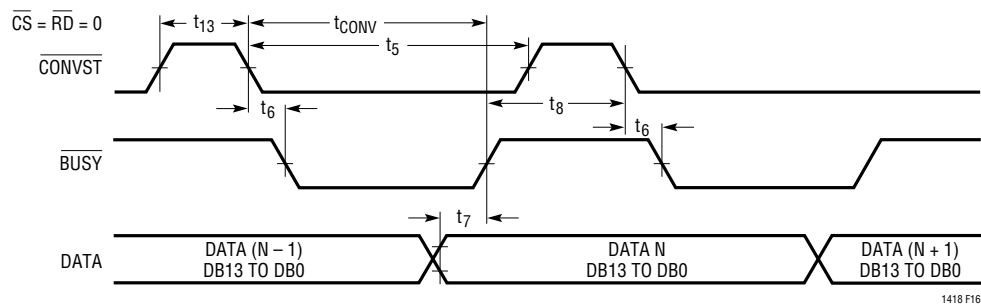 CS = RD = 0
t13
tCONV
t5
CONVST
t6
t8
t6
BUSY
t7
DATA
DATA (N – 1)
DB13 TO DB0
DATA N
DB13 TO DB0
DATA (N + 1)
DB13 TO DB0
1418 F16